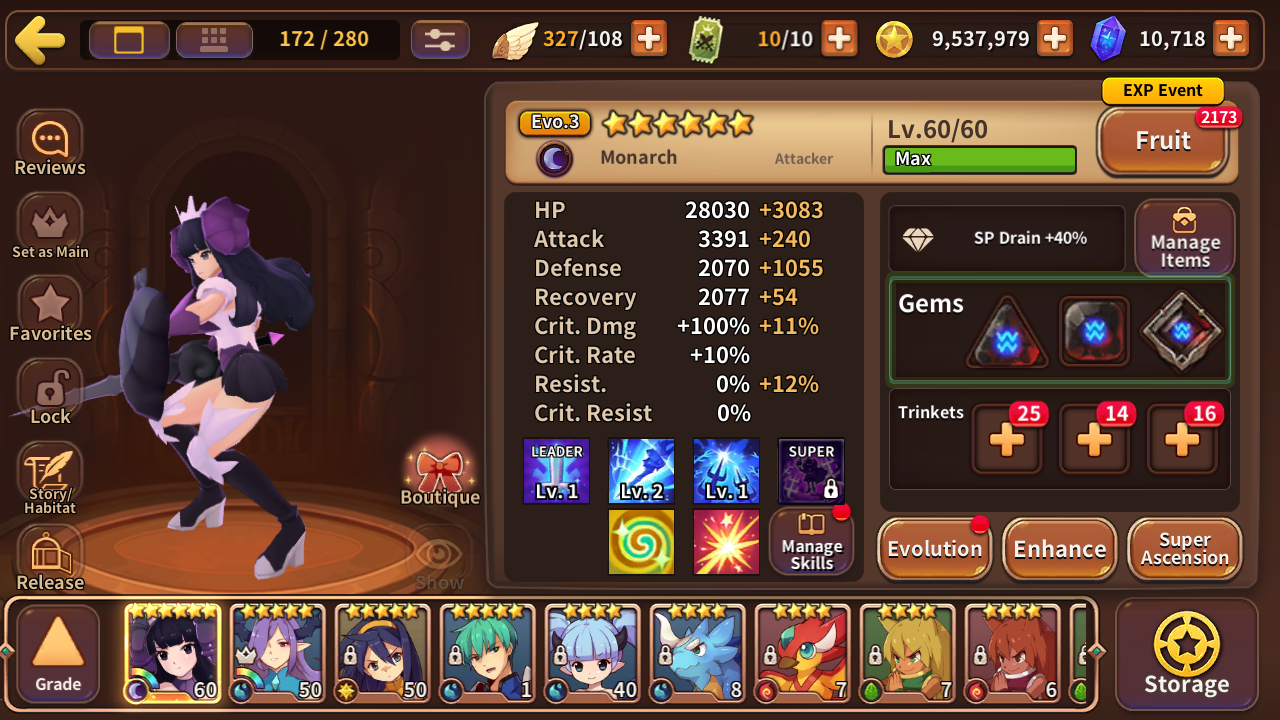 172 / 280
327/108
10/10
9,537,979
10,718
EXP Event
Evo.3
Monarch
Attacker
Lv.60/60
Max
Fruit
2173
Reviews
Set as Main
Favorites
Lock
Story/
Habitat
Release
Boutique
Show
HP 28030 +3083
Attack 3391 +240
Defense 2070 +1055
Recovery 2077 +54
Crit. Dmg +100% +11%
Crit. Rate +10%
Resist. 0% +12%
Crit. Resist 0%
LEADER
Lv. 1
Lv. 2
Lv. 1
SUPER
Manage
Skills
SP Drain +40%
Manage
Items
Gems
Trinkets
25
14
16
Evolution
Enhance
Super
Ascension
Grade
60
50
50
1
40
8
7
7
6
Storage